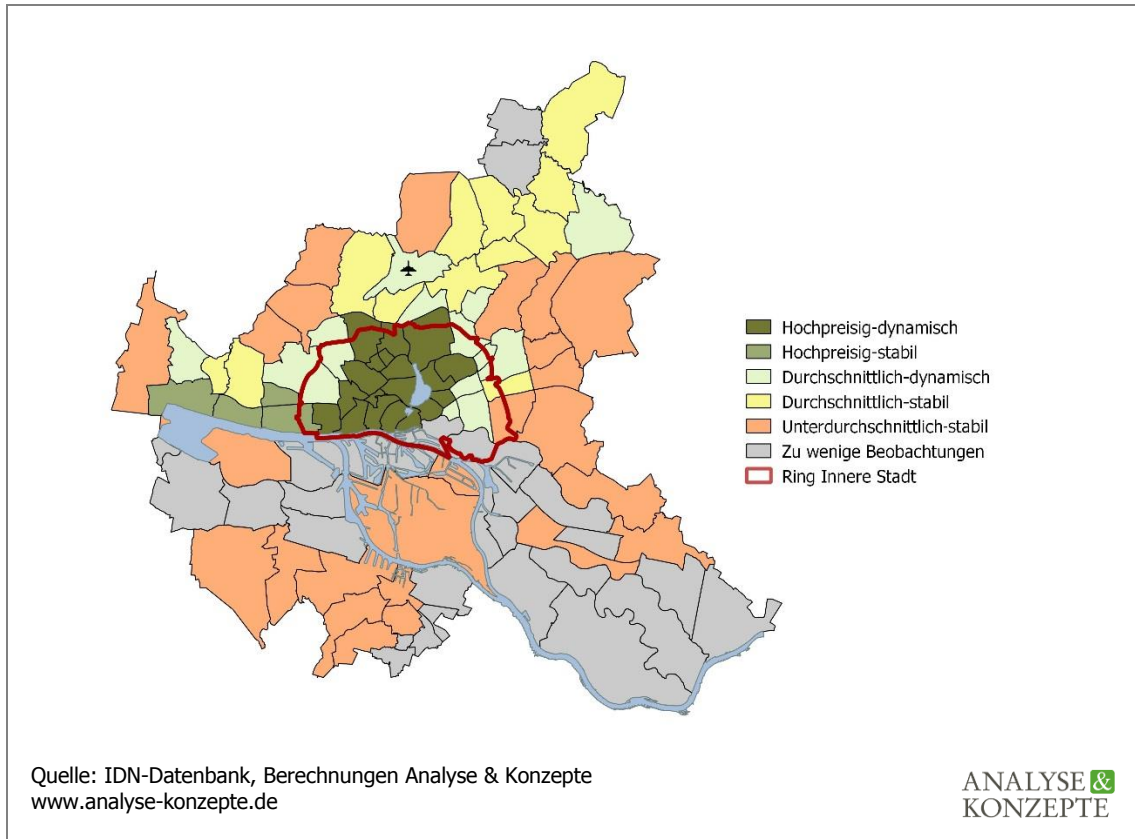 Hochpreisig-dynamisch
Hochpreisig-stabil
Durchschnittlich-dynamisch
Durchschnittlich-stabil
Unterdurchschnittlich-stabil
Zu wenige Beobachtungen
Ring Innere Stadt
Quelle: IDN-Datenbank, Berechnungen Analyse & Konzepte
www.analyse-konzepte.de
ANALYSE &
KONZEPTE